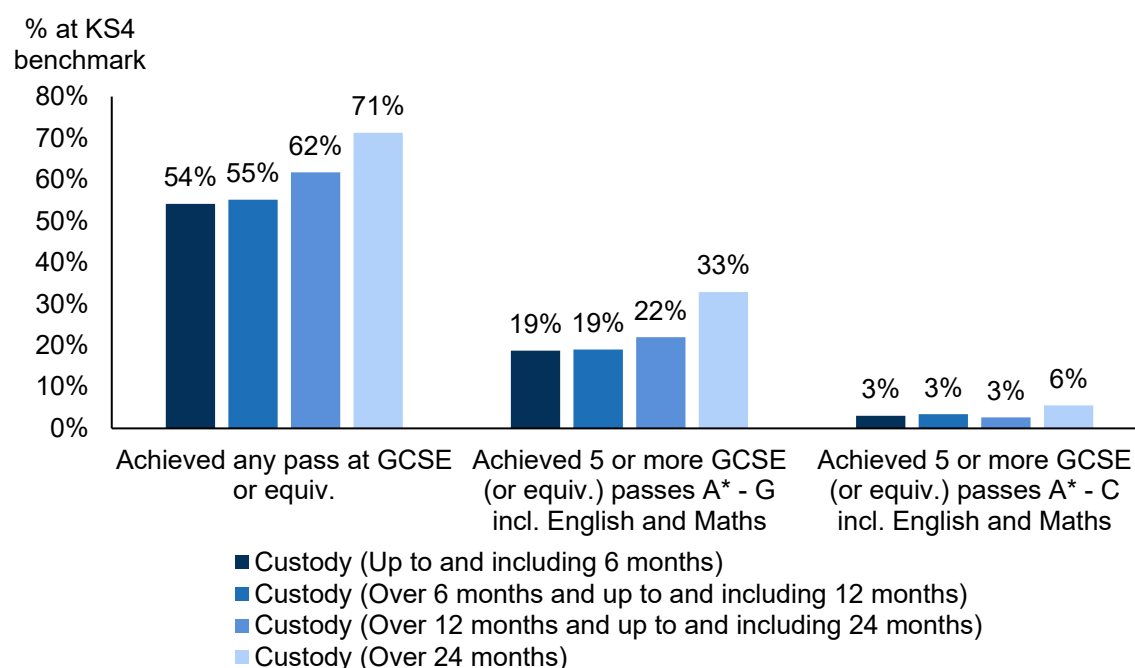 % at KS4
benchmark
80%
70%
60%
50%
40%
30%
20%
10%
0%
54%
55%
62%
71%
19%
19%
22%
33%
3%
3%
3%
6%
Achieved any pass at GCSE
or equiv.
Achieved 5 or more GCSE
(or equiv.) passes A* - G
incl. English and Maths
Achieved 5 or more GCSE
(or equiv.) passes A* - C
incl. English and Maths
Custody (Up to and including 6 months)
Custody (Over 6 months and up to and including 12 months)
Custody (Over 12 months and up to and including 24 months)
Custody (Over 24 months)